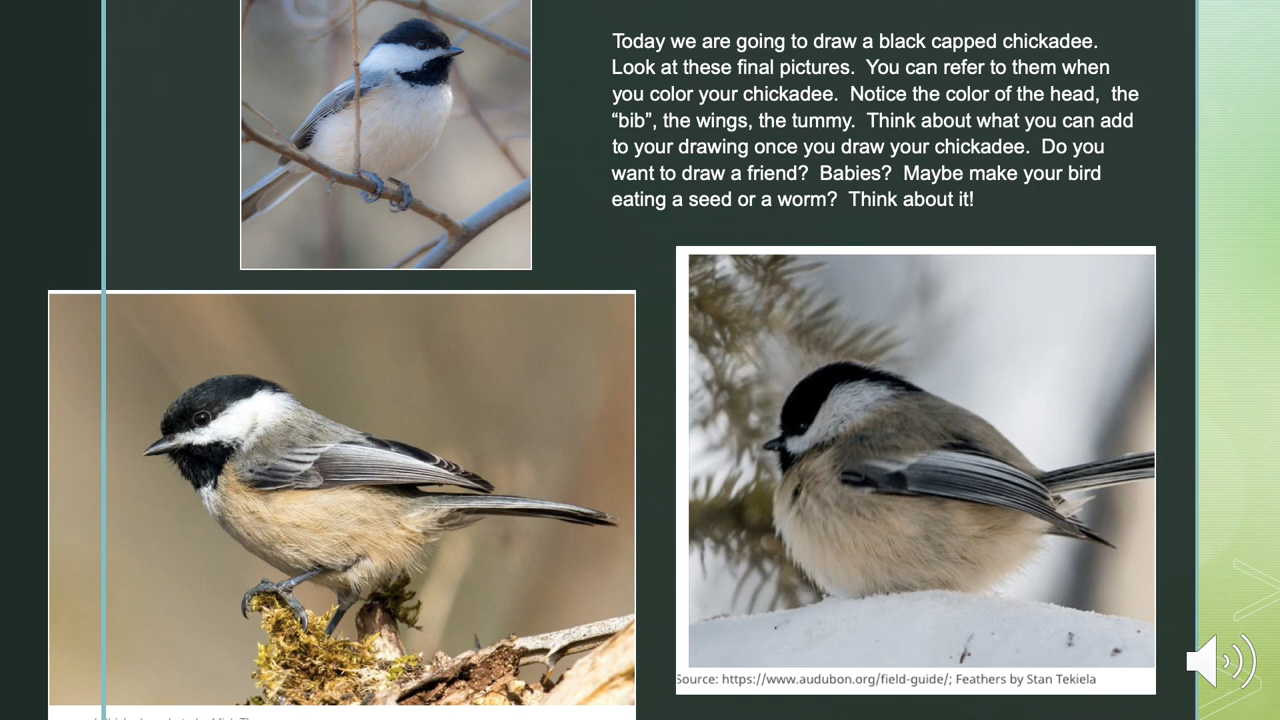 Today we are going to draw a black capped chickadee.
Look at these final pictures.  You can refer to them when
you color your chickadee.  Notice the color of the head,  the
“bib”, the wings, the tummy.  Think about what you can add
to your drawing once you draw your chickadee.  Do you
want to draw a friend?  Babies?  Maybe make your bird
eating a seed or a worm?  Think about it!
Source: https://www.audubon.org/field-guide/; Feathers by Stan Tekiela